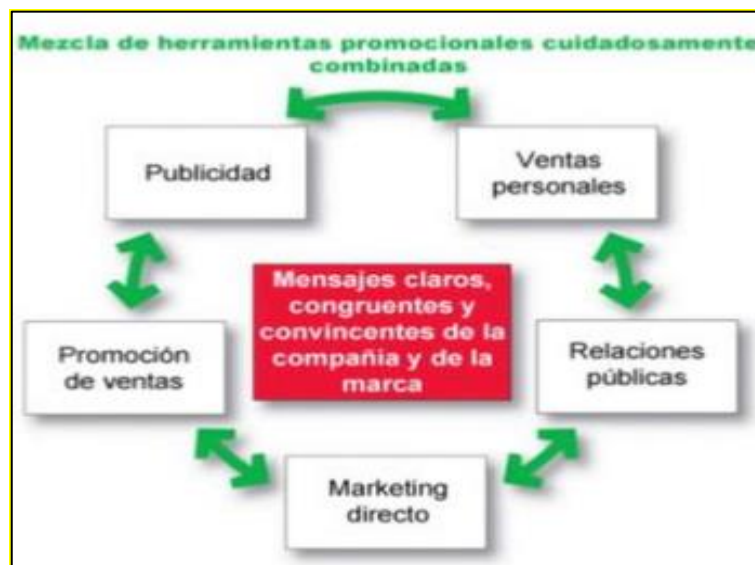 Mezcla de herramientas promocionales cuidadosamente
combinadas
Publicidad
Ventas
personales
Mensajes claros,
congruentes y
convincentes de la
compañia y de la
marca
Promoción
de ventas
Relaciones
públicas
Marketing
directo